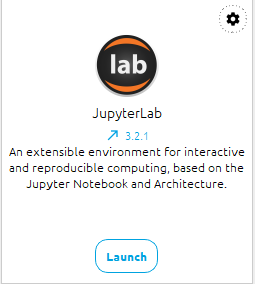 lab
JupyterLab
3.2.1
An extensible environment for interactive
and reproducible computing, based on the
Jupyter Notebook and Architecture.
Launch